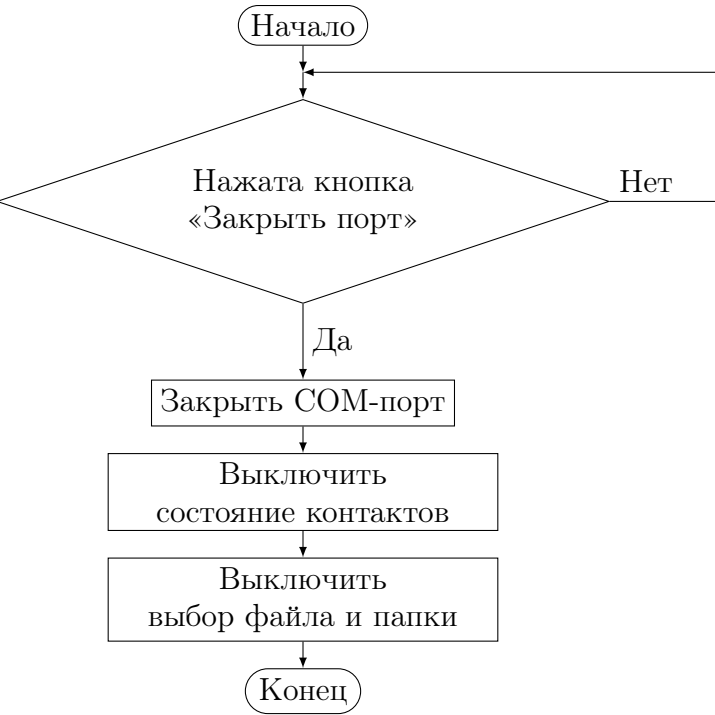 Начало
Нажата кнопка
«Закрыть порт»
Нет
Да
Закрыть COM-порт
Выключить
состояние контактов
Выключить
выбор файла и папки
Конец